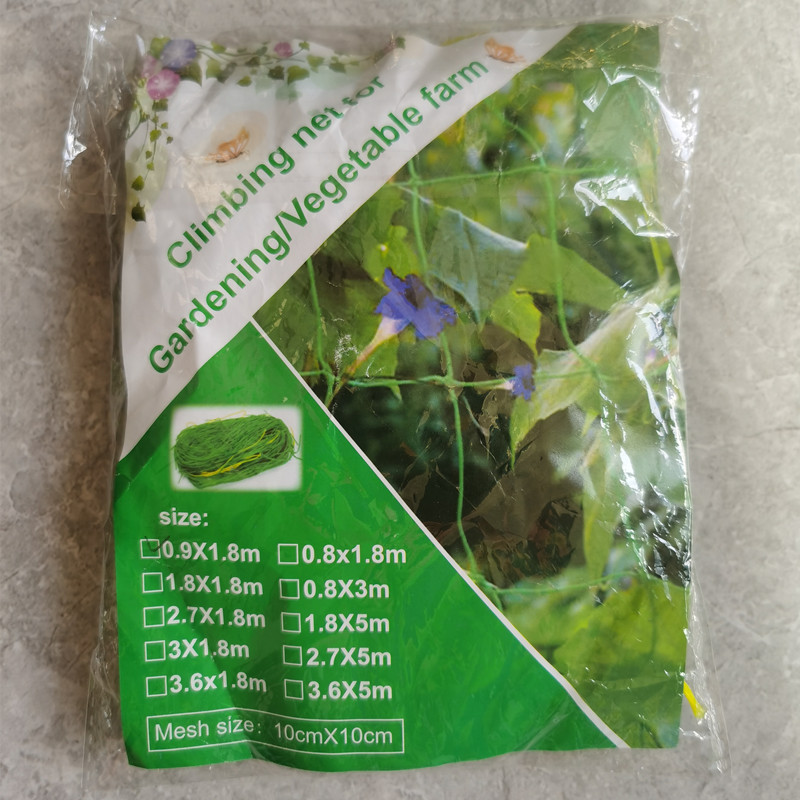 Climbing net for
Gardening/Vegetable farm
size:
□0.9X1.8m □0.8x1.8m
□1.8X1.8m □0.8X3m
□2.7X1.8m □1.8X5m
□3X1.8m □2.7X5m
□3.6x1.8m □3.6X5m
Mesh size: 10cmX10cm